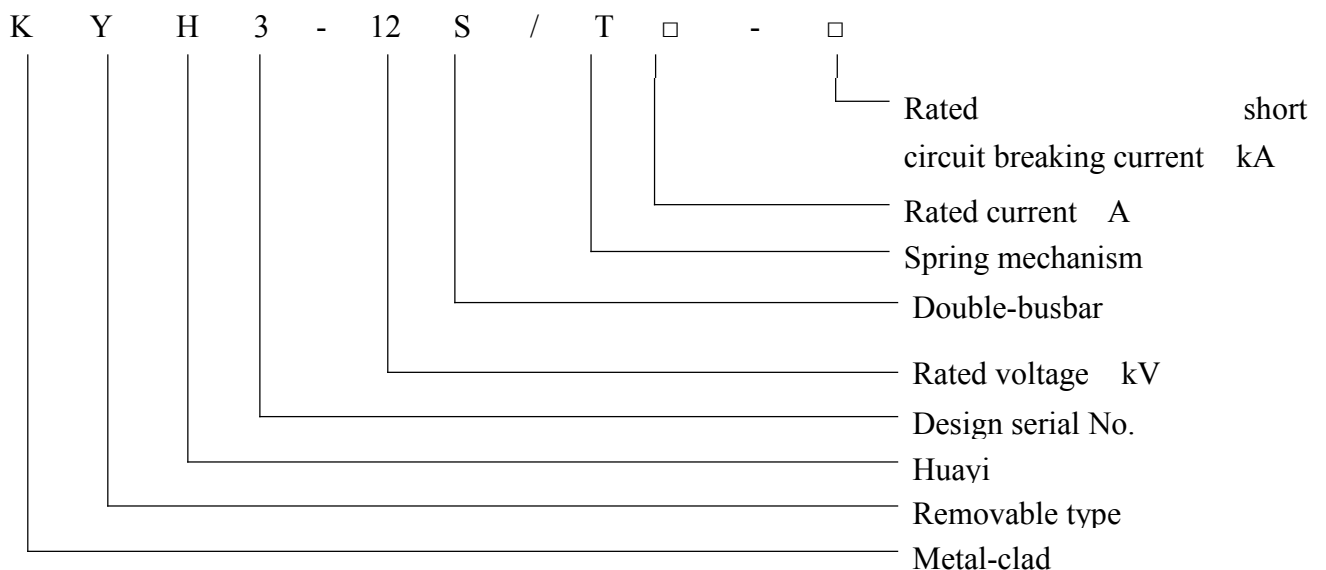 K Y H 3 - 12 S / T □ - □
Rated short
circuit breaking current kA
Rated current A
Spring mechanism
Double-busbar
Rated voltage kV
Design serial No.
Huayi
Removable type
Metal-clad